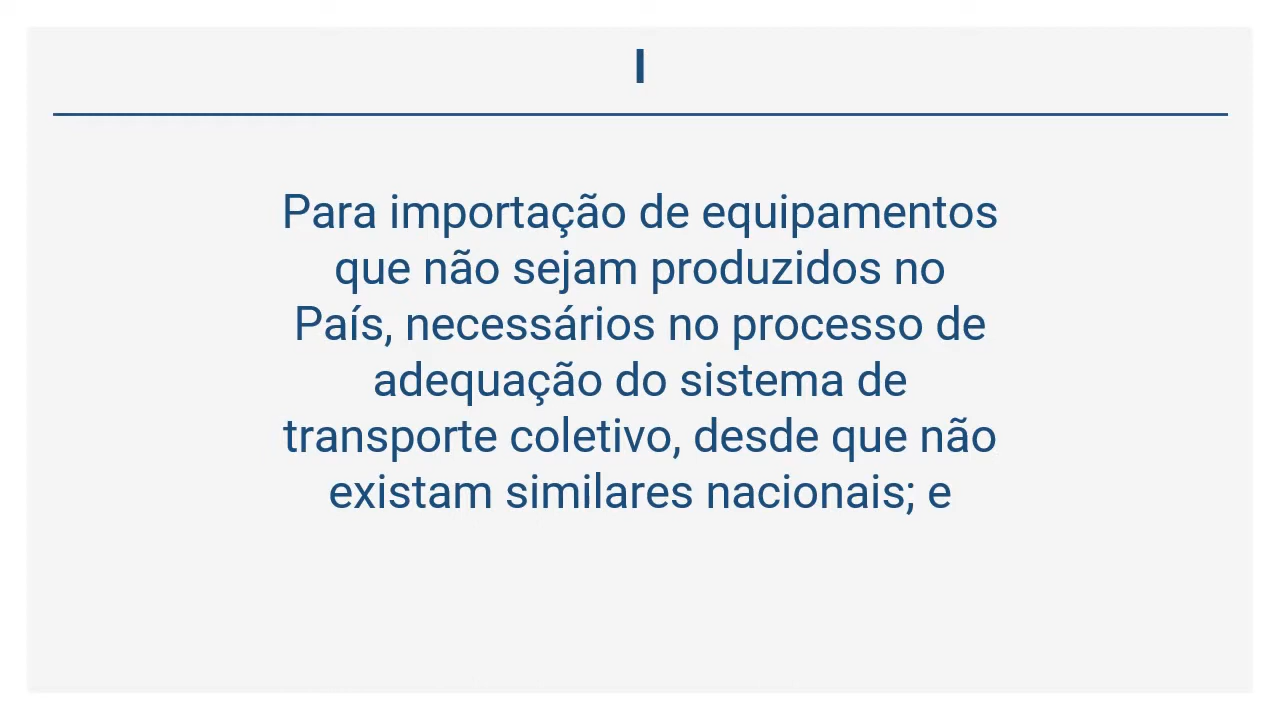 I
Para importação de equipamentos
que não sejam produzidos no
País, necessários no processo de
adequação do sistema de
transporte coletivo, desde que não
existam similares nacionais; e